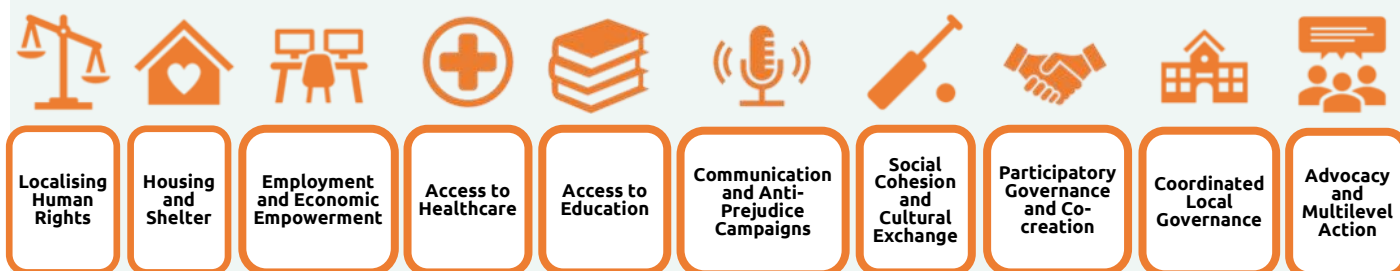 Localising
Human
Rights
Housing
and
Shelter
Employment
and Economic
Empowerment
Access to
Healthcare
Access to
Education
Communication
and Anti-
Prejudice
Campaigns
Social
Cohesion
and
Cultural
Exchange
Participatory
Governance
and Co-
creation
Coordinated
Local
Governance
Advocacy
and
Multilevel
Action